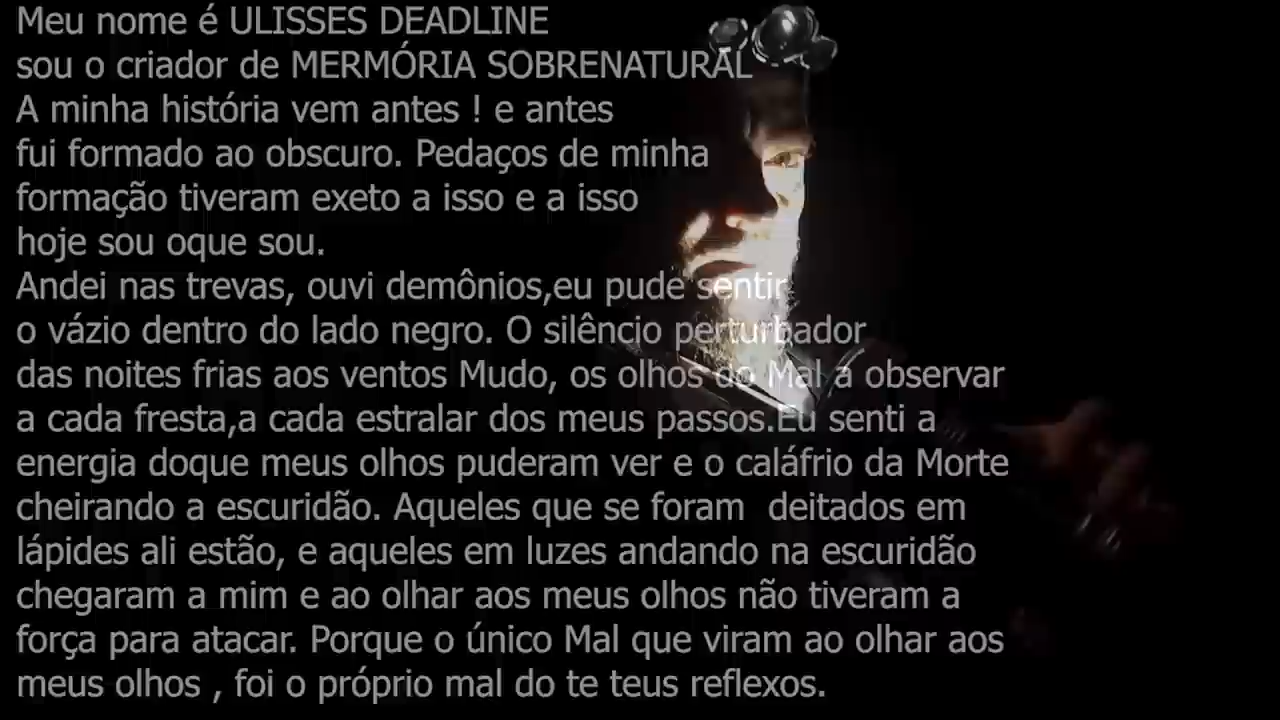 Meu nome é ULISSES DEADLINE
sou o criador de MERMÓRIA SOBRENATURAL
A minha história vem antes ! e antes
fui formado ao obscuro. Pedaços de minha
formação tiveram exeto a isso e a isso
hoje sou oque sou.
Andei nas trevas, ouvi demônios,eu pude sentir
o vázio dentro do lado negro. O silêncio perturbador
das noites frias aos ventos Mudo, os olhos do Mal á observar
a cada fresta,a cada estralar dos meus passos.Eu senti a
energia doque meus olhos puderam ver e o caláfrio da Morte
cheirando a escuridão. Aqueles que se foram  deitados em
lápides ali estão, e aqueles em luzes andando na escuridão
chegaram a mim e ao olhar aos meus olhos não tiveram a
força para atacar. Porque o único Mal que viram ao olhar aos
meus olhos , foi o próprio mal do te teus reflexos.